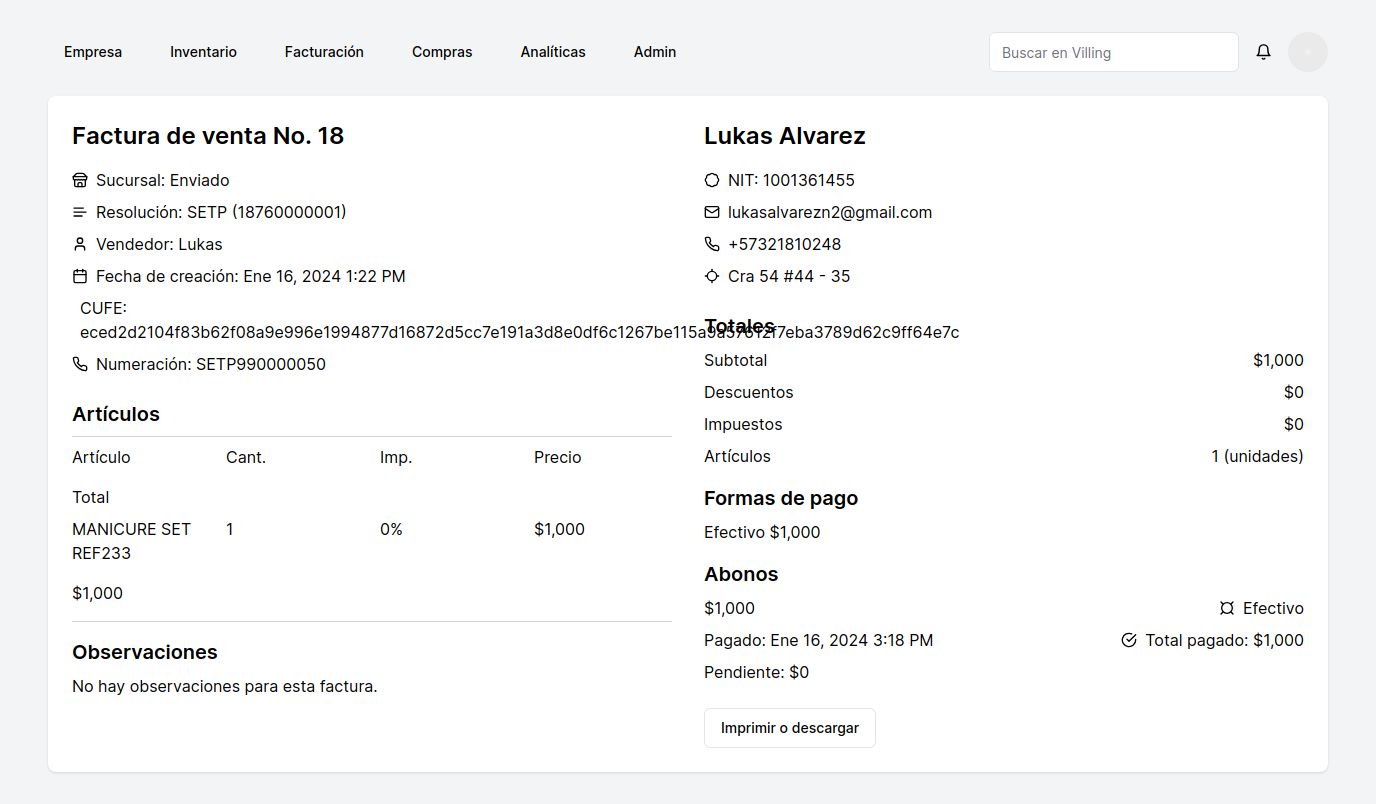 Empresa Inventario Facturación Compras Analíticas Admin Buscar en Villing
Factura de venta No. 18
Sucursal: Enviado
Resolución: SETP (18760000001)
Vendedor: Lukas
Fecha de creación: Ene 16, 2024 1:22 PM
CUFE:
Numeración: SETP990000050
Artículos
Artículo Cant. Imp. Precio
Total
MANICURE SET 1 0% $1,000
REF233
$1,000
Observaciones
No hay observaciones para esta factura.
Lukas Alvarez
NIT: 1001361455
lukasalvarezn2@gmail.com
+57321810248
Cra 54 #44 - 35
Totales
Subtotal $1,000
Descuentos $0
Impuestos $0
Artículos 1 (unidades)
Formas de pago
Efectivo $1,000
Abonos
$1,000 Efectivo
Pagado: Ene 16, 2024 3:18 PM Total pagado: $1,000
Pendiente: $0
Imprimir o descargar